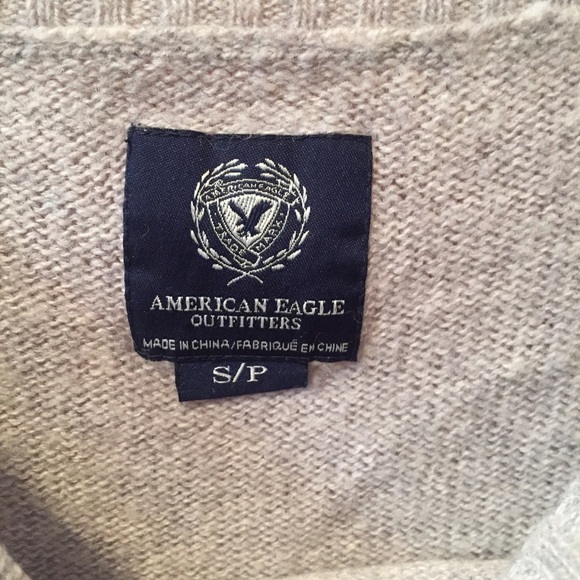 AMERICAN EAGLE
TRADE MARK
AMERICAN EAGLE
OUTFITTERS
MADE IN CHINA/FABRIQUÉ EN CHINE
S/P